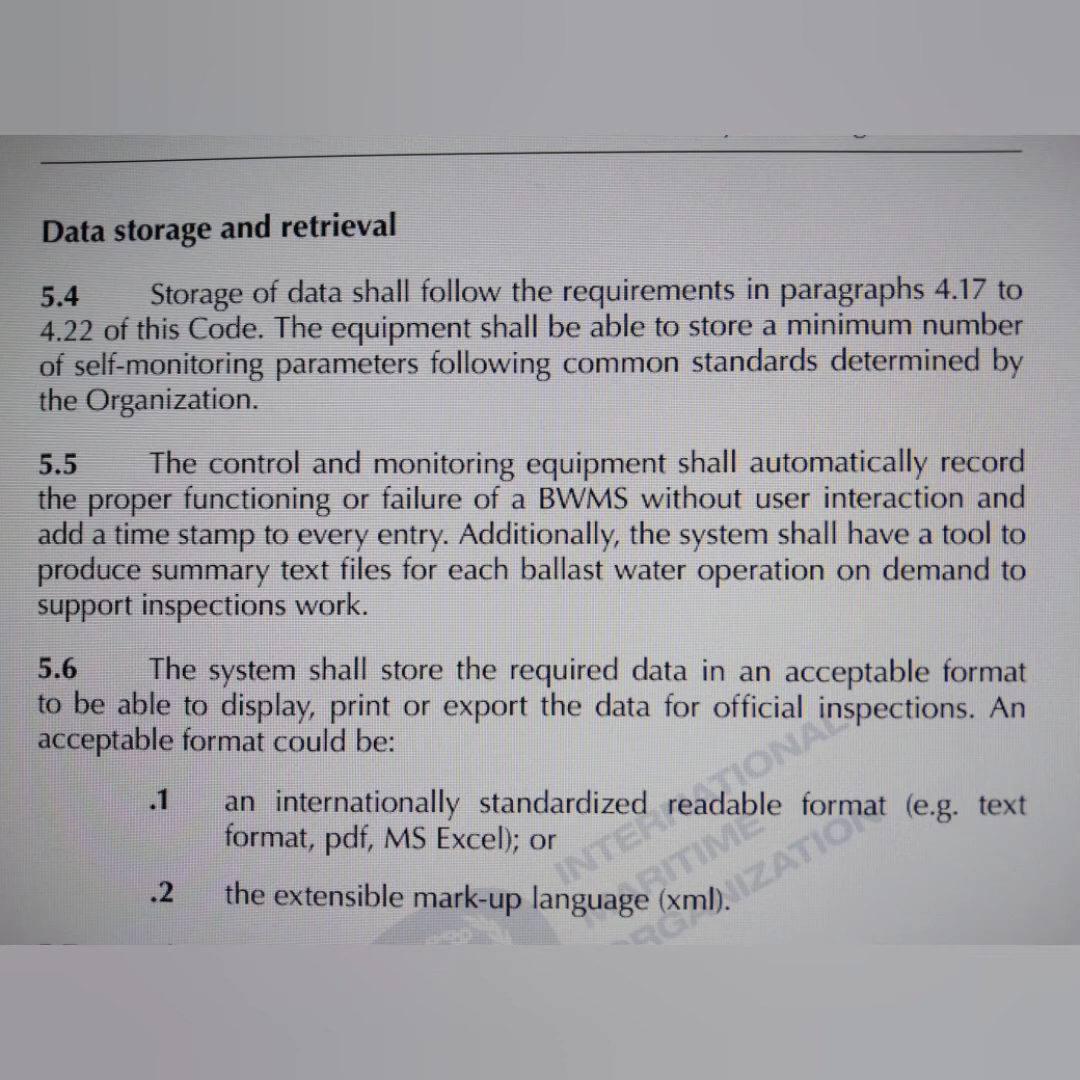 Data storage and retrieval
5.4 Storage of data shall follow the requirements in paragraphs 4.17 to
4.22 of this Code. The equipment shall be able to store a minimum number
of self-monitoring parameters following common standards determined by
the Organization.
5.5 The control and monitoring equipment shall automatically record
the proper functioning or failure of a BWMS without user interaction and
add a time stamp to every entry. Additionally, the system shall have a tool to
produce summary text files for each ballast water operation on demand to
support inspections work.
5.6 The system shall store the required data in an acceptable format
to be able to display, print or export the data for official inspections. An
acceptable format could be:
.1 an internationally standardized readable format (e.g. text
format, pdf, MS Excel); or
.2 the extensible mark-up language (xml).
INTERNATIONAL
MARITIME
ORGANIZATION